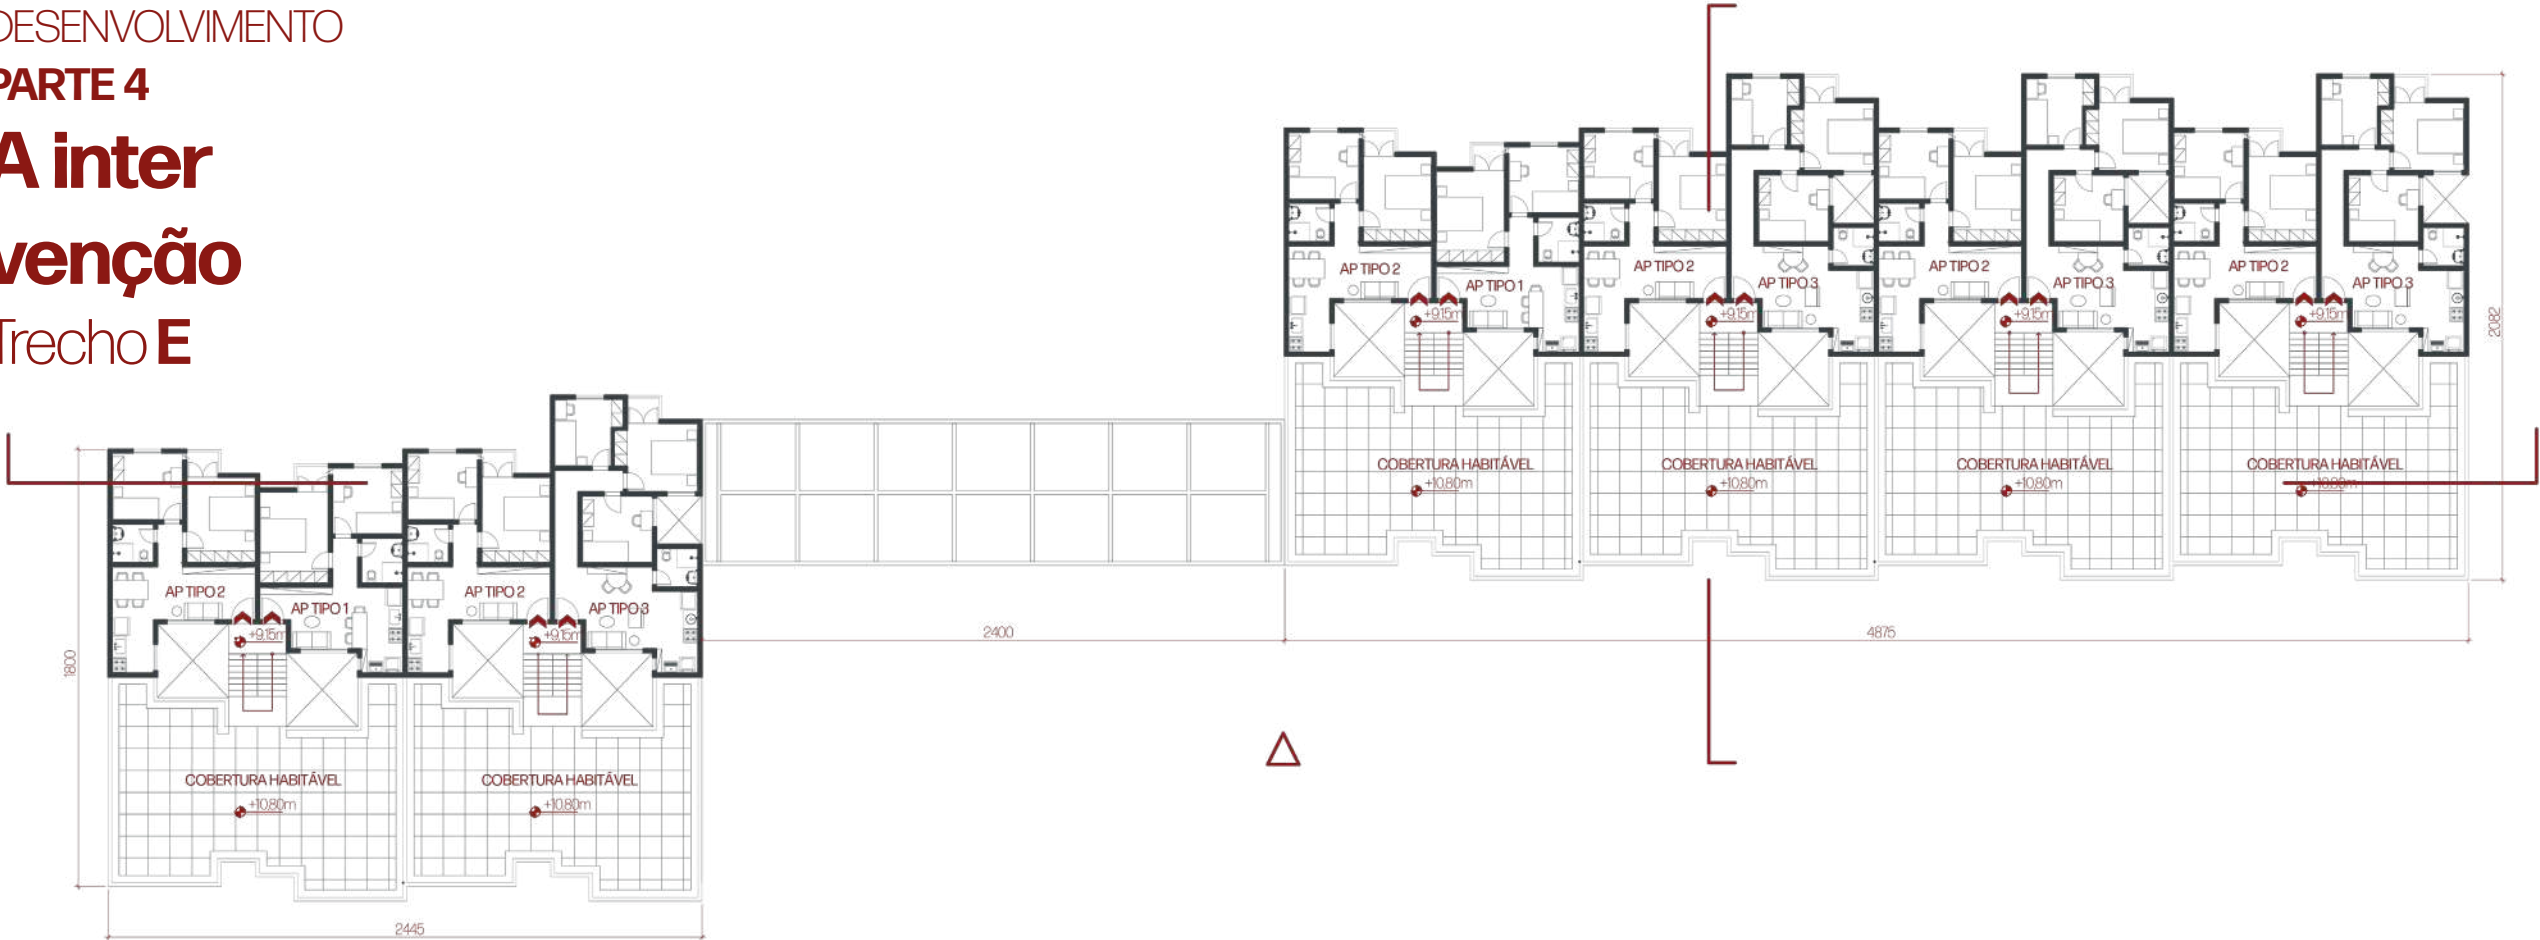 DESENVOLVIMENTO
PARTE 4
A inter
venção
Trecho E
AP TIPO 2
AP TIPO 1
AP TIPO 2
AP TIPO 3
AP TIPO 2
AP TIPO 3
AP TIPO 2
AP TIPO 3
+9,15m
+9,15m
+9,15m
+9,15m
2082
COBERTURA HABITÁVEL
COBERTURA HABITÁVEL
COBERTURA HABITÁVEL
COBERTURA HABITÁVEL
+10,80m
+10,80m
+10,80m
+10,80m
AP TIPO 2
AP TIPO 1
AP TIPO 2
AP TIPO 3
+9,15m
+9,15m
2400
4875
1800
COBERTURA HABITÁVEL
COBERTURA HABITÁVEL
+10,80m
+10,80m
2445